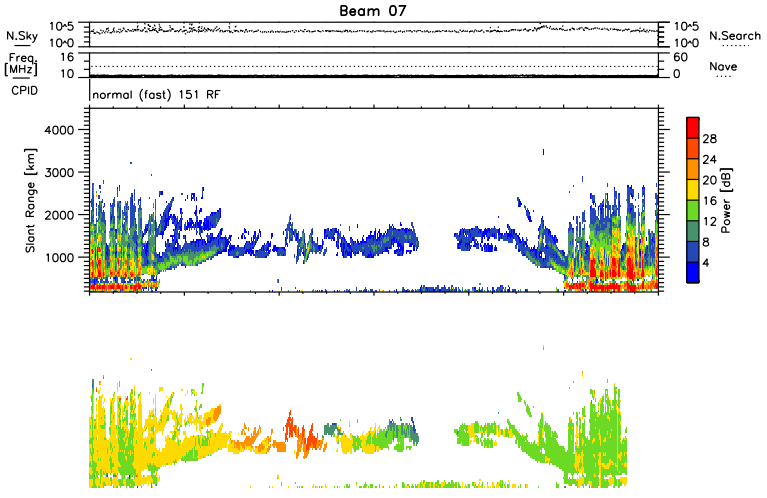 Beam 07
N.Sky
10^5
10^0
10^5
10^0
N.Search
Freq.
[MHz]
16
10
60
0
Nave
CPID
normal (fast) 151 RF
Slant Range [km]
4000
3000
2000
1000
28
24
20
16
12
8
4
Power [dB]